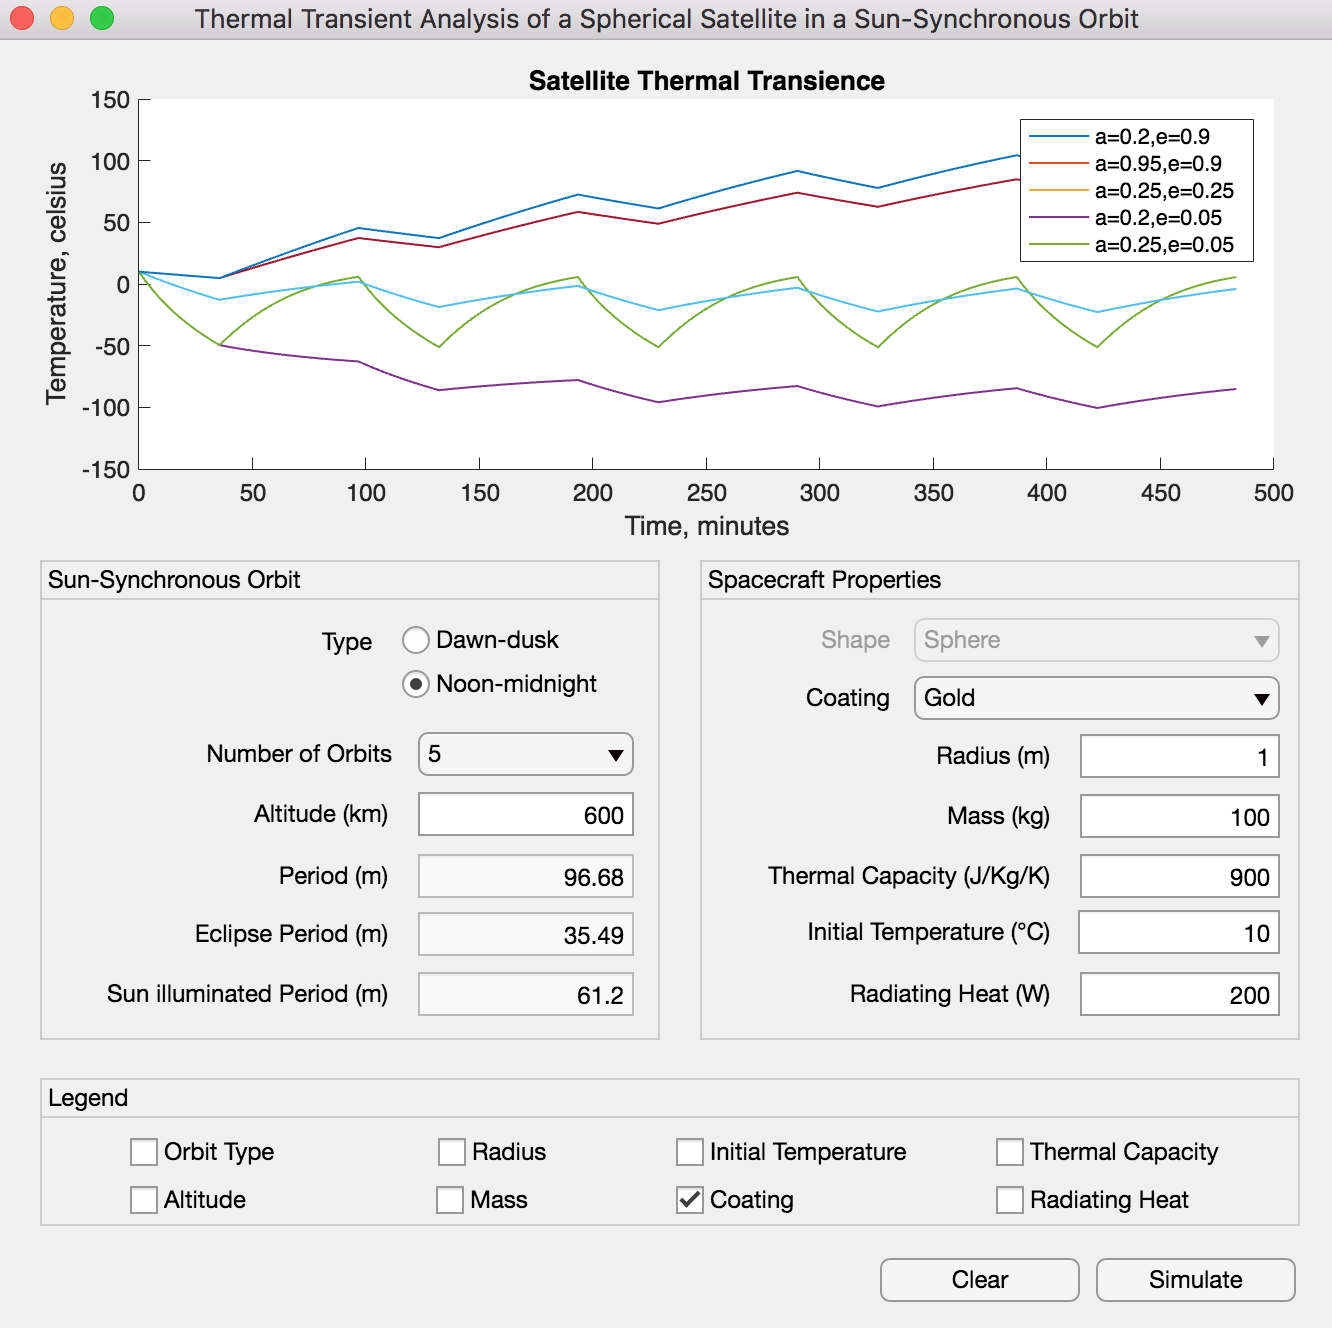 Thermal Transient Analysis of a Spherical Satellite in a Sun-Synchronous Orbit
Satellite Thermal Transience
150
100
50
0
-50
-100
-150
Temperature, celsius
a=0.2,e=0.9
a=0.95,e=0.9
a=0.25,e=0.25
a=0.2,e=0.05
a=0.25,e=0.05
0 50 100 150 200 250 300 350 400 450 500
Time, minutes
Sun-Synchronous Orbit
Type
Dawn-dusk
Noon-midnight
Number of Orbits 5
Altitude (km) 600
Period (m) 96.68
Eclipse Period (m) 35.49
Sun illuminated Period (m) 61.2
Spacecraft Properties
Shape Sphere
Coating Gold
Radius (m) 1
Mass (kg) 100
Thermal Capacity (J/Kg/K) 900
Initial Temperature (°C) 10
Radiating Heat (W) 200
Legend
Orbit Type Radius Initial Temperature Thermal Capacity
Altitude Mass Coating Radiating Heat
Clear Simulate